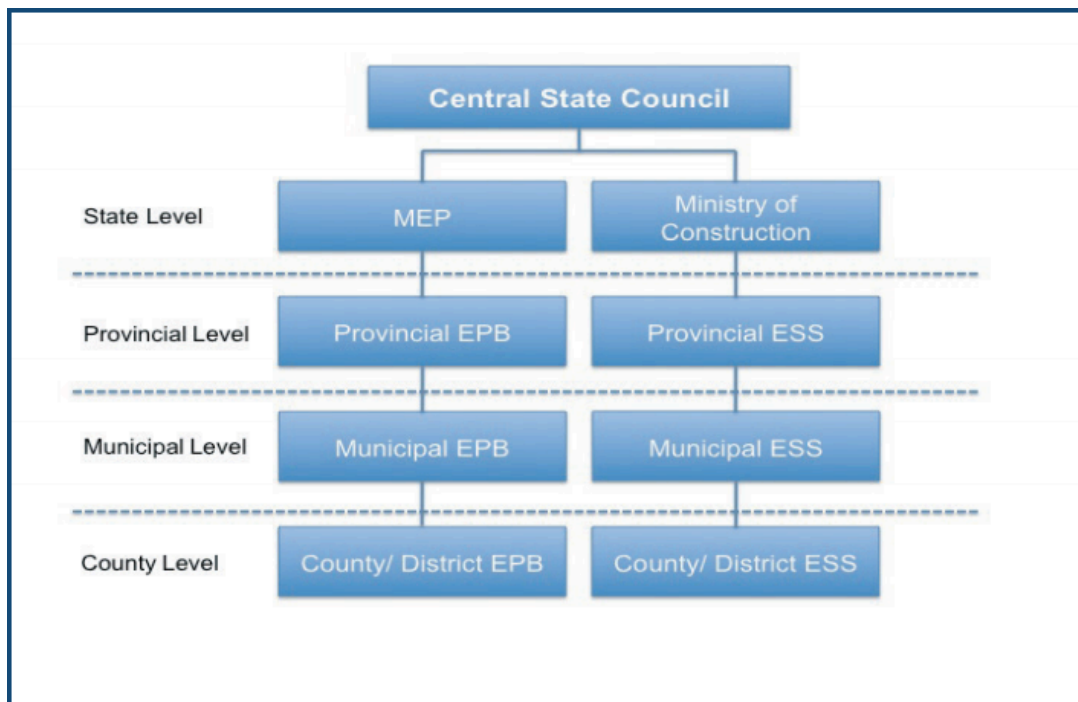 Central State Council
State Level
MEP
Ministry of
Construction
Provincial Level
Provincial EPB
Provincial ESS
Municipal Level
Municipal EPB
Municipal ESS
County Level
County/ District EPB
County/ District ESS